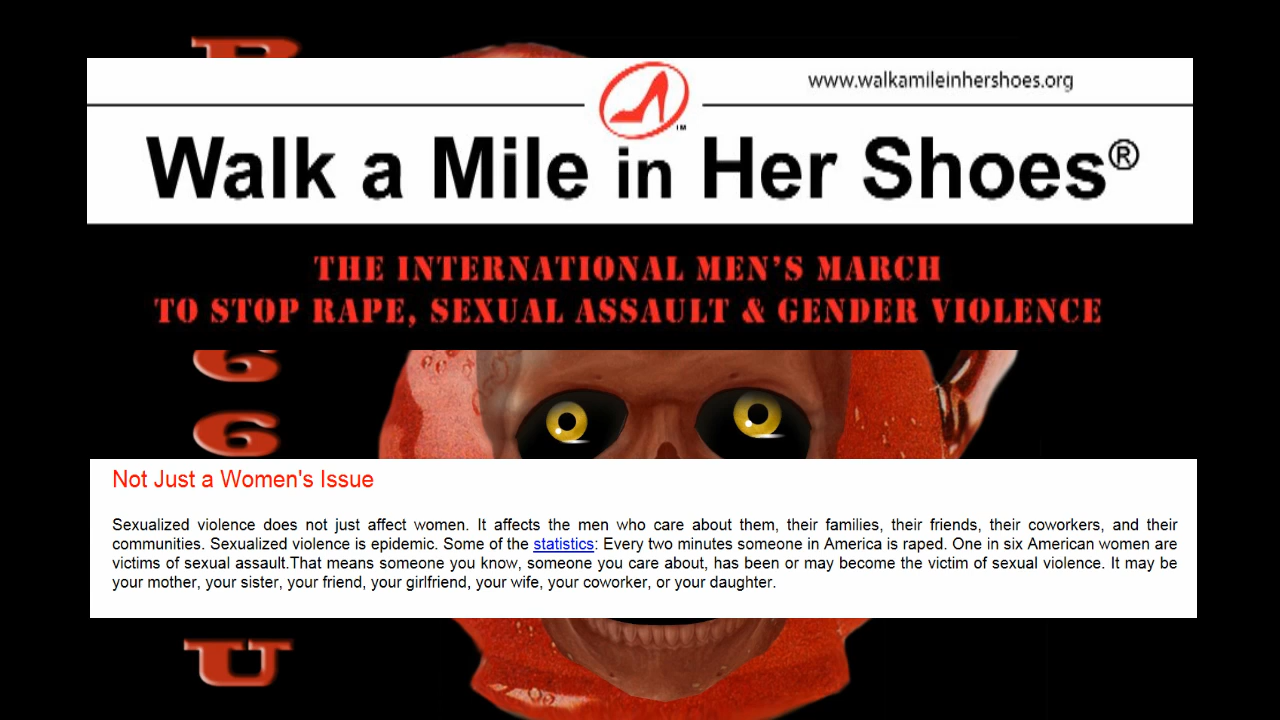 www.walkamileinhershoes.org
TM
Walk a Mile in Her Shoes®
THE INTERNATIONAL MEN'S MARCH
TO STOP RAPE, SEXUAL ASSAULT & GENDER VIOLENCE
6
6
Not Just a Women's Issue
Sexualized violence does not just affect women. It affects the men who care about them, their families, their friends, their coworkers, and their
communities. Sexualized violence is epidemic. Some of the statistics: Every two minutes someone in America is raped. One in six American women are
victims of sexual assault.That means someone you know, someone you care about, has been or may become the victim of sexual violence. It may be
your mother, your sister, your friend, your girlfriend, your wife, your coworker, or your daughter.
U